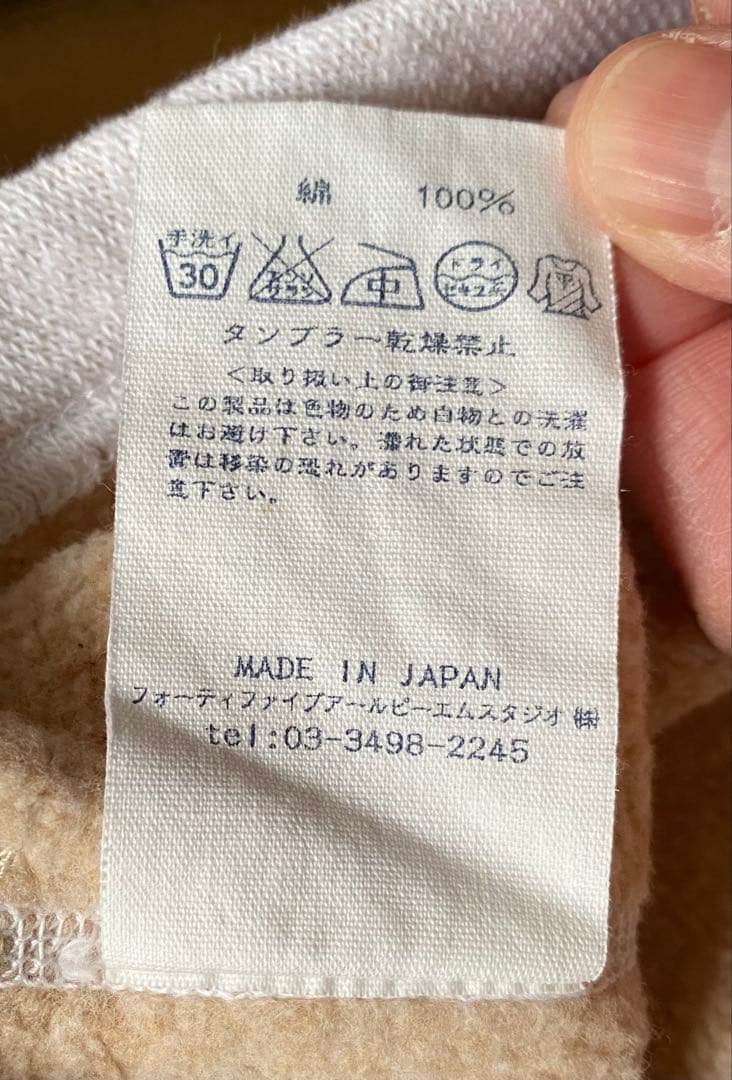 綿 100%
手洗イ
30
エンソ
サラシ
中
ドライ
セキユ系
平
タンブラー乾燥禁止
<取り扱い上の御注意>
この製品は色物のため白物との洗濯
はお避け下さい。濡れた状態での放
置は移染の恐れがありますのでご注
意下さい。
MADE IN JAPAN
フォーティファイブアールピーエムスタジオ㈱
tel:03-3498-2245